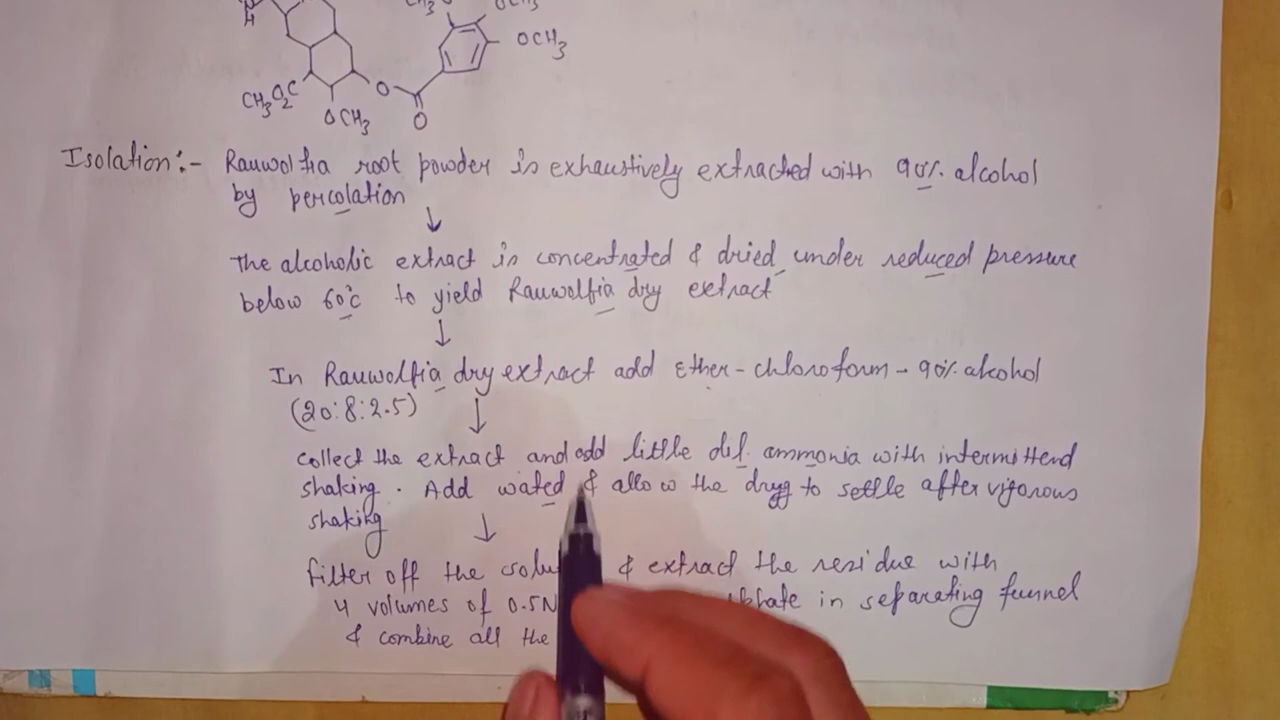 H
CH3
OCH3
OCH3
CH3O2C
O
OCH3
O
Isolation:- Rauwolfia root powder is exhaustively extracted with 90% alcohol
by percolation
↓
The alcoholic extract is concentrated & dried under reduced pressure
below 60°C to yield Rauwolfia dry extract
↓
In Rauwolfia dry extract add Ether - chloroform - 90% alcohol
(20:8:2.5) ↓
collect the extract and add little dil. ammonia with intermittend
shaking. Add wated & allow the drug to settle after vigorous
shaking ↓
filter off the & extract the residue with
4 volumes of 0.5N in separating funnel
& combine all the